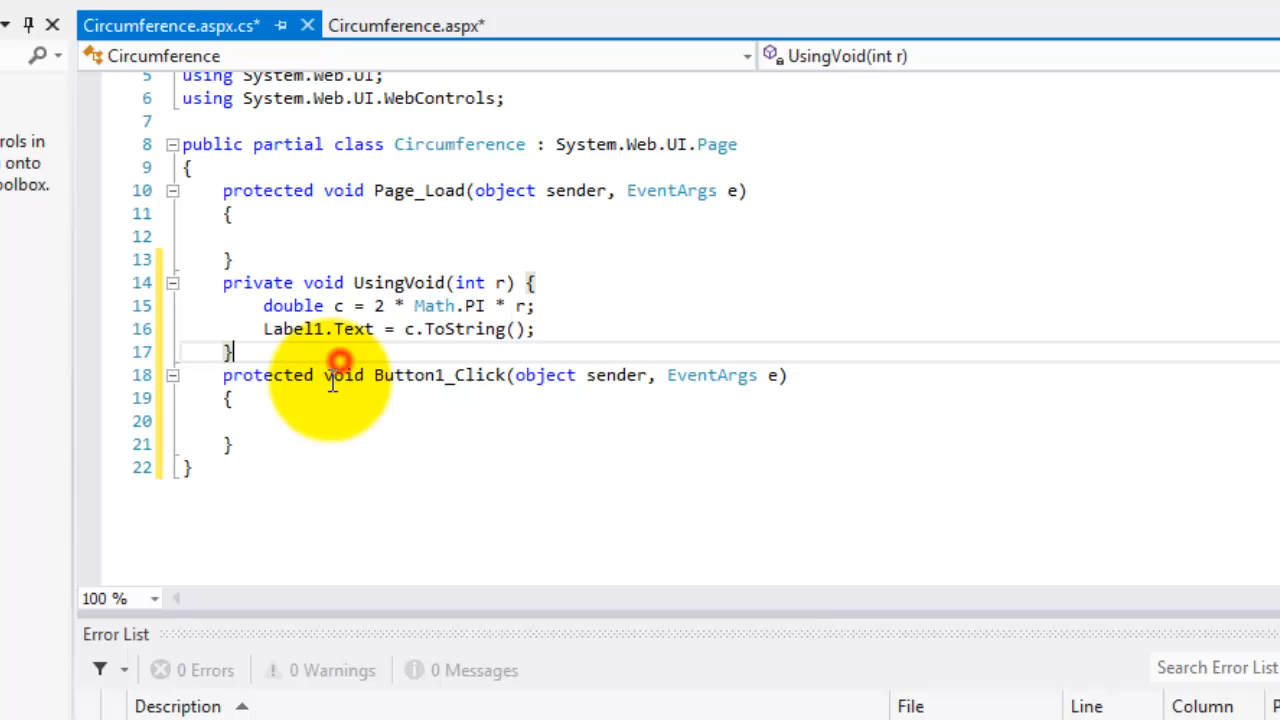 Circumference.aspx.cs* Circumference.aspx*
Circumference UsingVoid(int r)
rols in
onto
oolbox.
5 using System.Web.UI;
6 using System.Web.UI.WebControls;
7
8 public partial class Circumference : System.Web.UI.Page
9 {
10 protected void Page_Load(object sender, EventArgs e)
11 {
12
13 }
14 private void UsingVoid(int r) {
15 double c = 2 * Math.PI * r;
16 Label1.Text = c.ToString();
17 }
18 protected void Button1_Click(object sender, EventArgs e)
19 {
20
21 }
22 }
100 %
Error List
0 Errors 0 Warnings 0 Messages Search Error List
Description File Line Column P